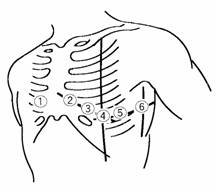 ① ② ③ ④ ⑤ ⑥